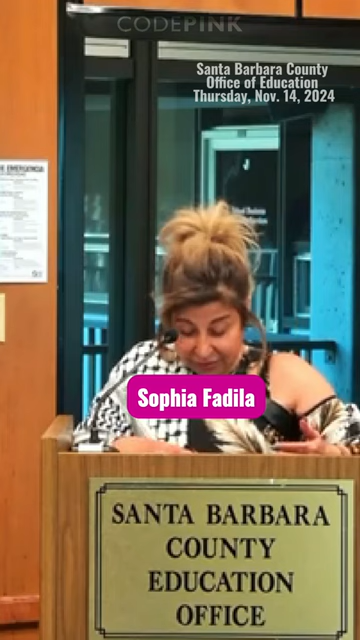 CODEPINK
Santa Barbara County
Office of Education
Thursday, Nov. 14, 2024
E EMERGENCIA
Sophia Fadila
SANTA BARBARA
COUNTY
EDUCATION
OFFICE